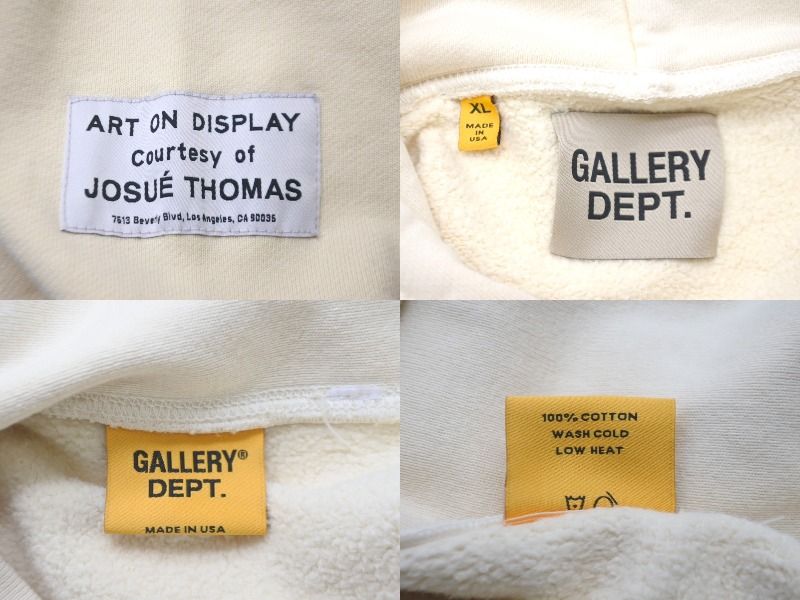 ART ON DISPLAY
Courtesy of
JOSUÉ THOMAS
7613 Beverly Blvd, Los Angeles, CA 90036
XL
MADE
IN
USA
GALLERY
DEPT.
GALLERY®
DEPT.
MADE IN USA
100% COTTON
WASH COLD
LOW HEAT